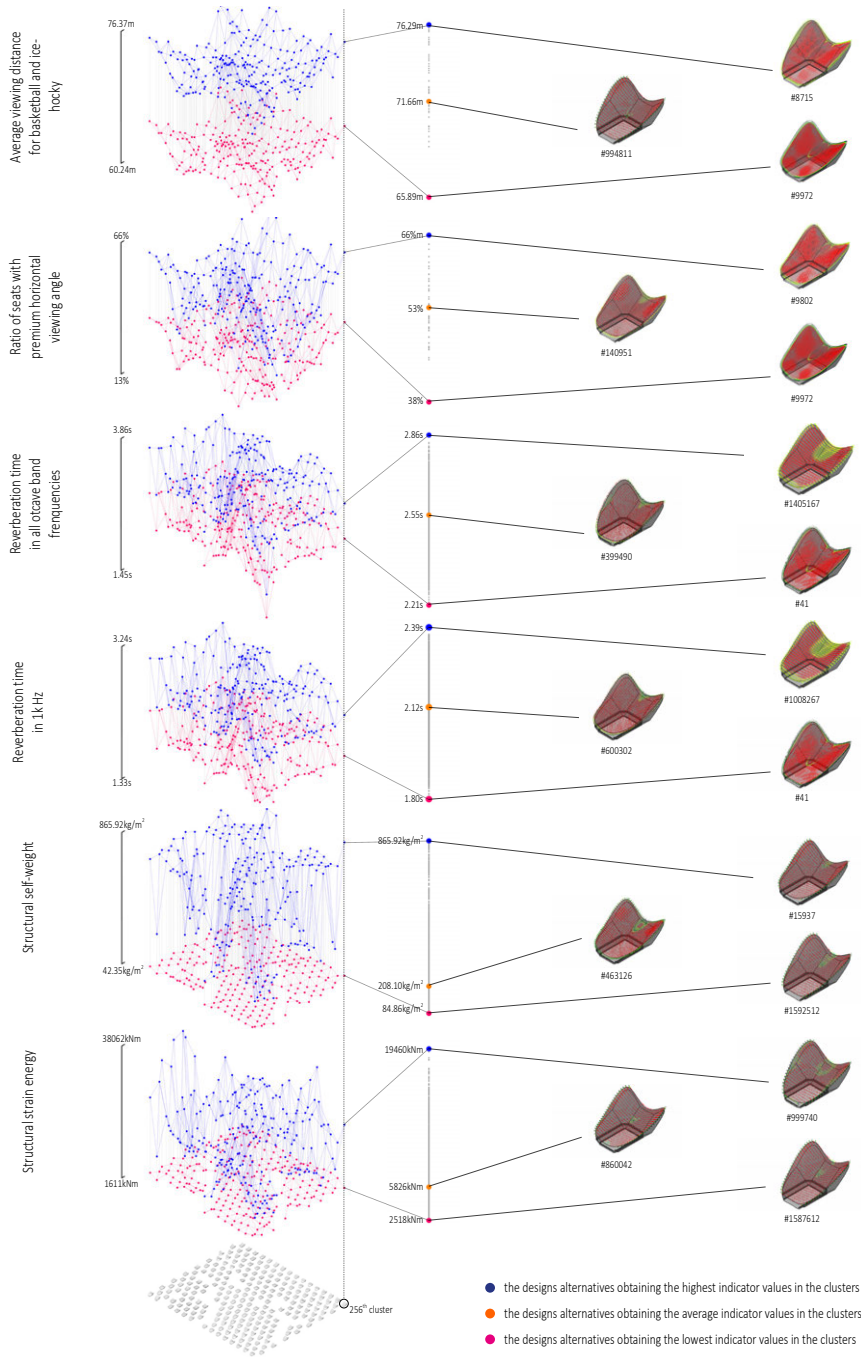 76.37m
Average viewing distance
for basketball and ice-
hocky
60.24m
76.29m
71.66m
65.89m
#8715
#994811
#9972
66%
Ratio of seats with
premium horizontal
viewing angle
13%
66%m
53%
38%
#9802
#140951
#9972
3.86s
Reverberation time
in all otcave band
frenquencies
1.45s
2.86s
2.55s
2.21s
#1405167
#399490
#41
3.24s
Reverberation time
in 1k Hz
1.33s
2.39s
2.12s
1.80s
#1008267
#600302
#41
865.92kg/m²
Structural self-weight
42.35kg/m²
865.92kg/m²
208.10kg/m²
84.86kg/m²
#15937
#463126
#1592512
38062kNm
Structural strain energy
1611kNm
19460kNm
5826kNm
2518kNm
#999740
#860042
#1587612
256th cluster
the designs alternatives obtaining the highest indicator values in the clusters
the designs alternatives obtaining the average indicator values in the clusters
the designs alternatives obtaining the lowest indicator values in the clusters